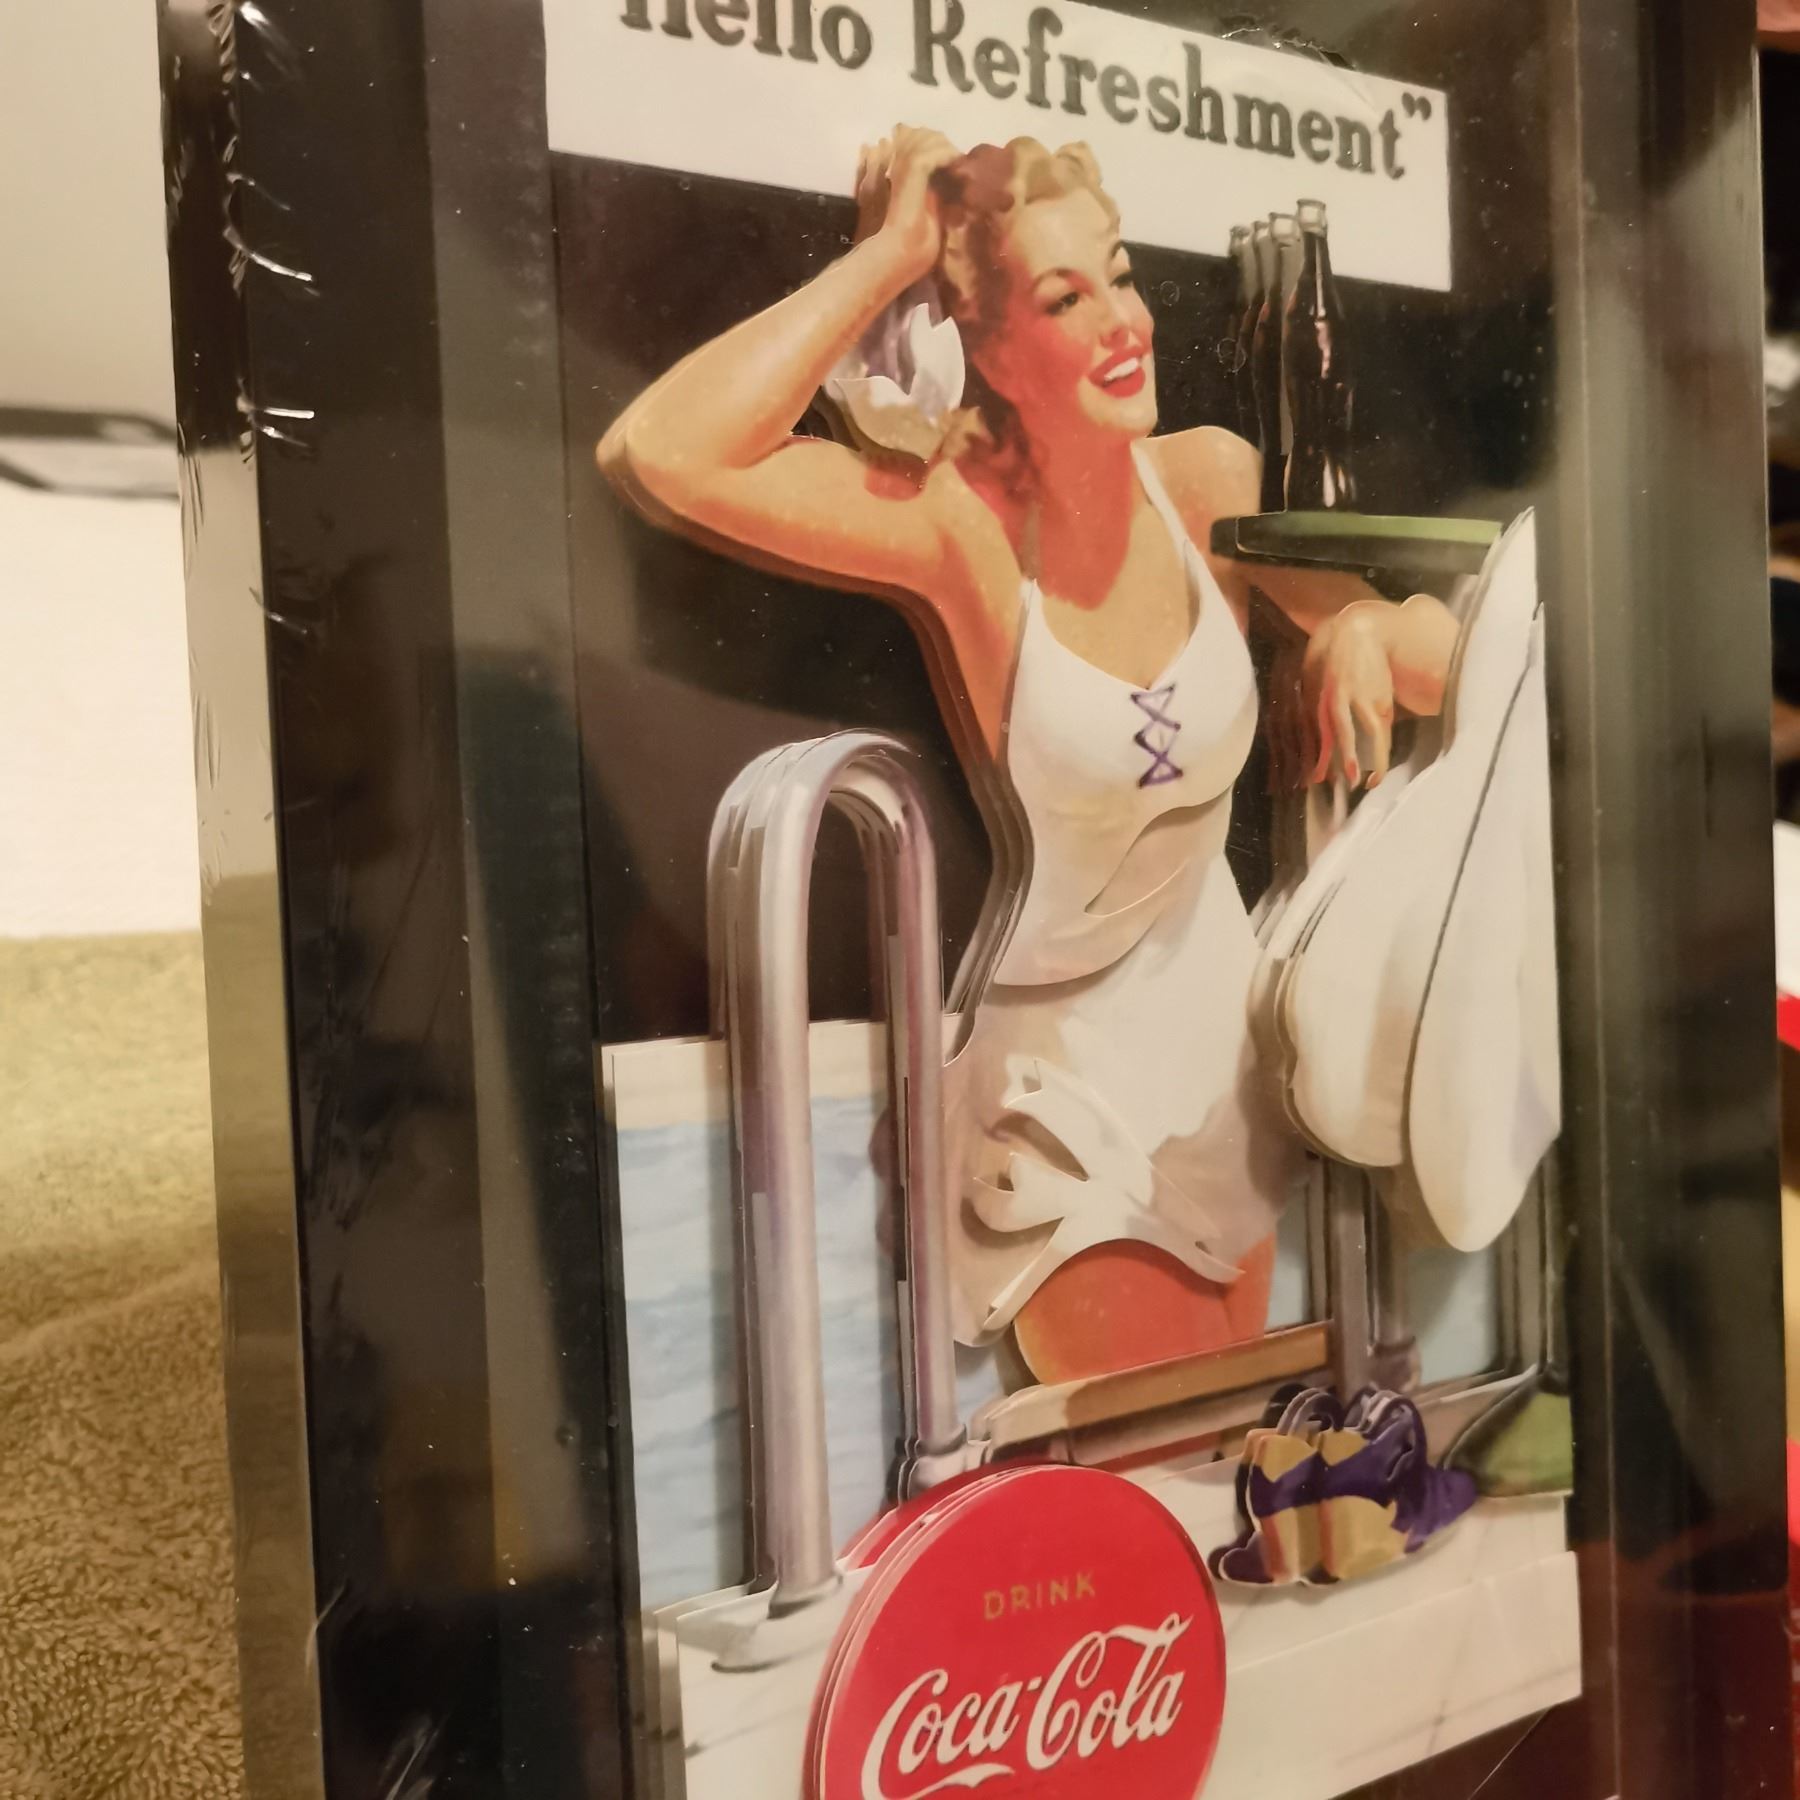 Hello Refreshment”
DRINK
Coca-Cola